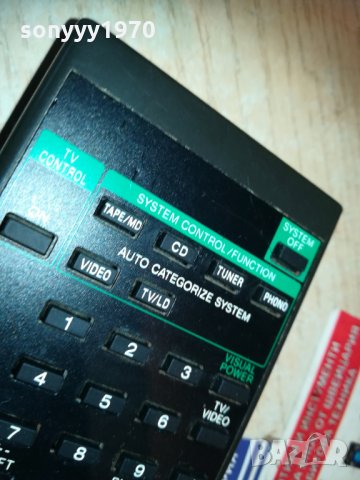 sonyyy1970
sonyyy1970
TV
CONTROL
SYSTEM CONTROL/FUNCTION
SYSTEM
OFF
TAPE/MD
CD
TUNER
PHONO
AUTO CATEGORIZE SYSTEM
VIDEO
TV/LD
1
2
3
VISUAL
POWER
4
5
6
TV/
VIDEO
7
8
9
BAZAR